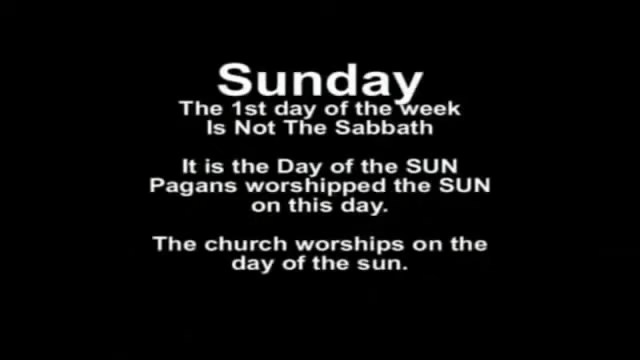 Sunday
The 1st day of the week
Is Not The Sabbath
It is the Day of the SUN
Pagans worshipped the SUN
on this day.
The church worships on the
day of the sun.